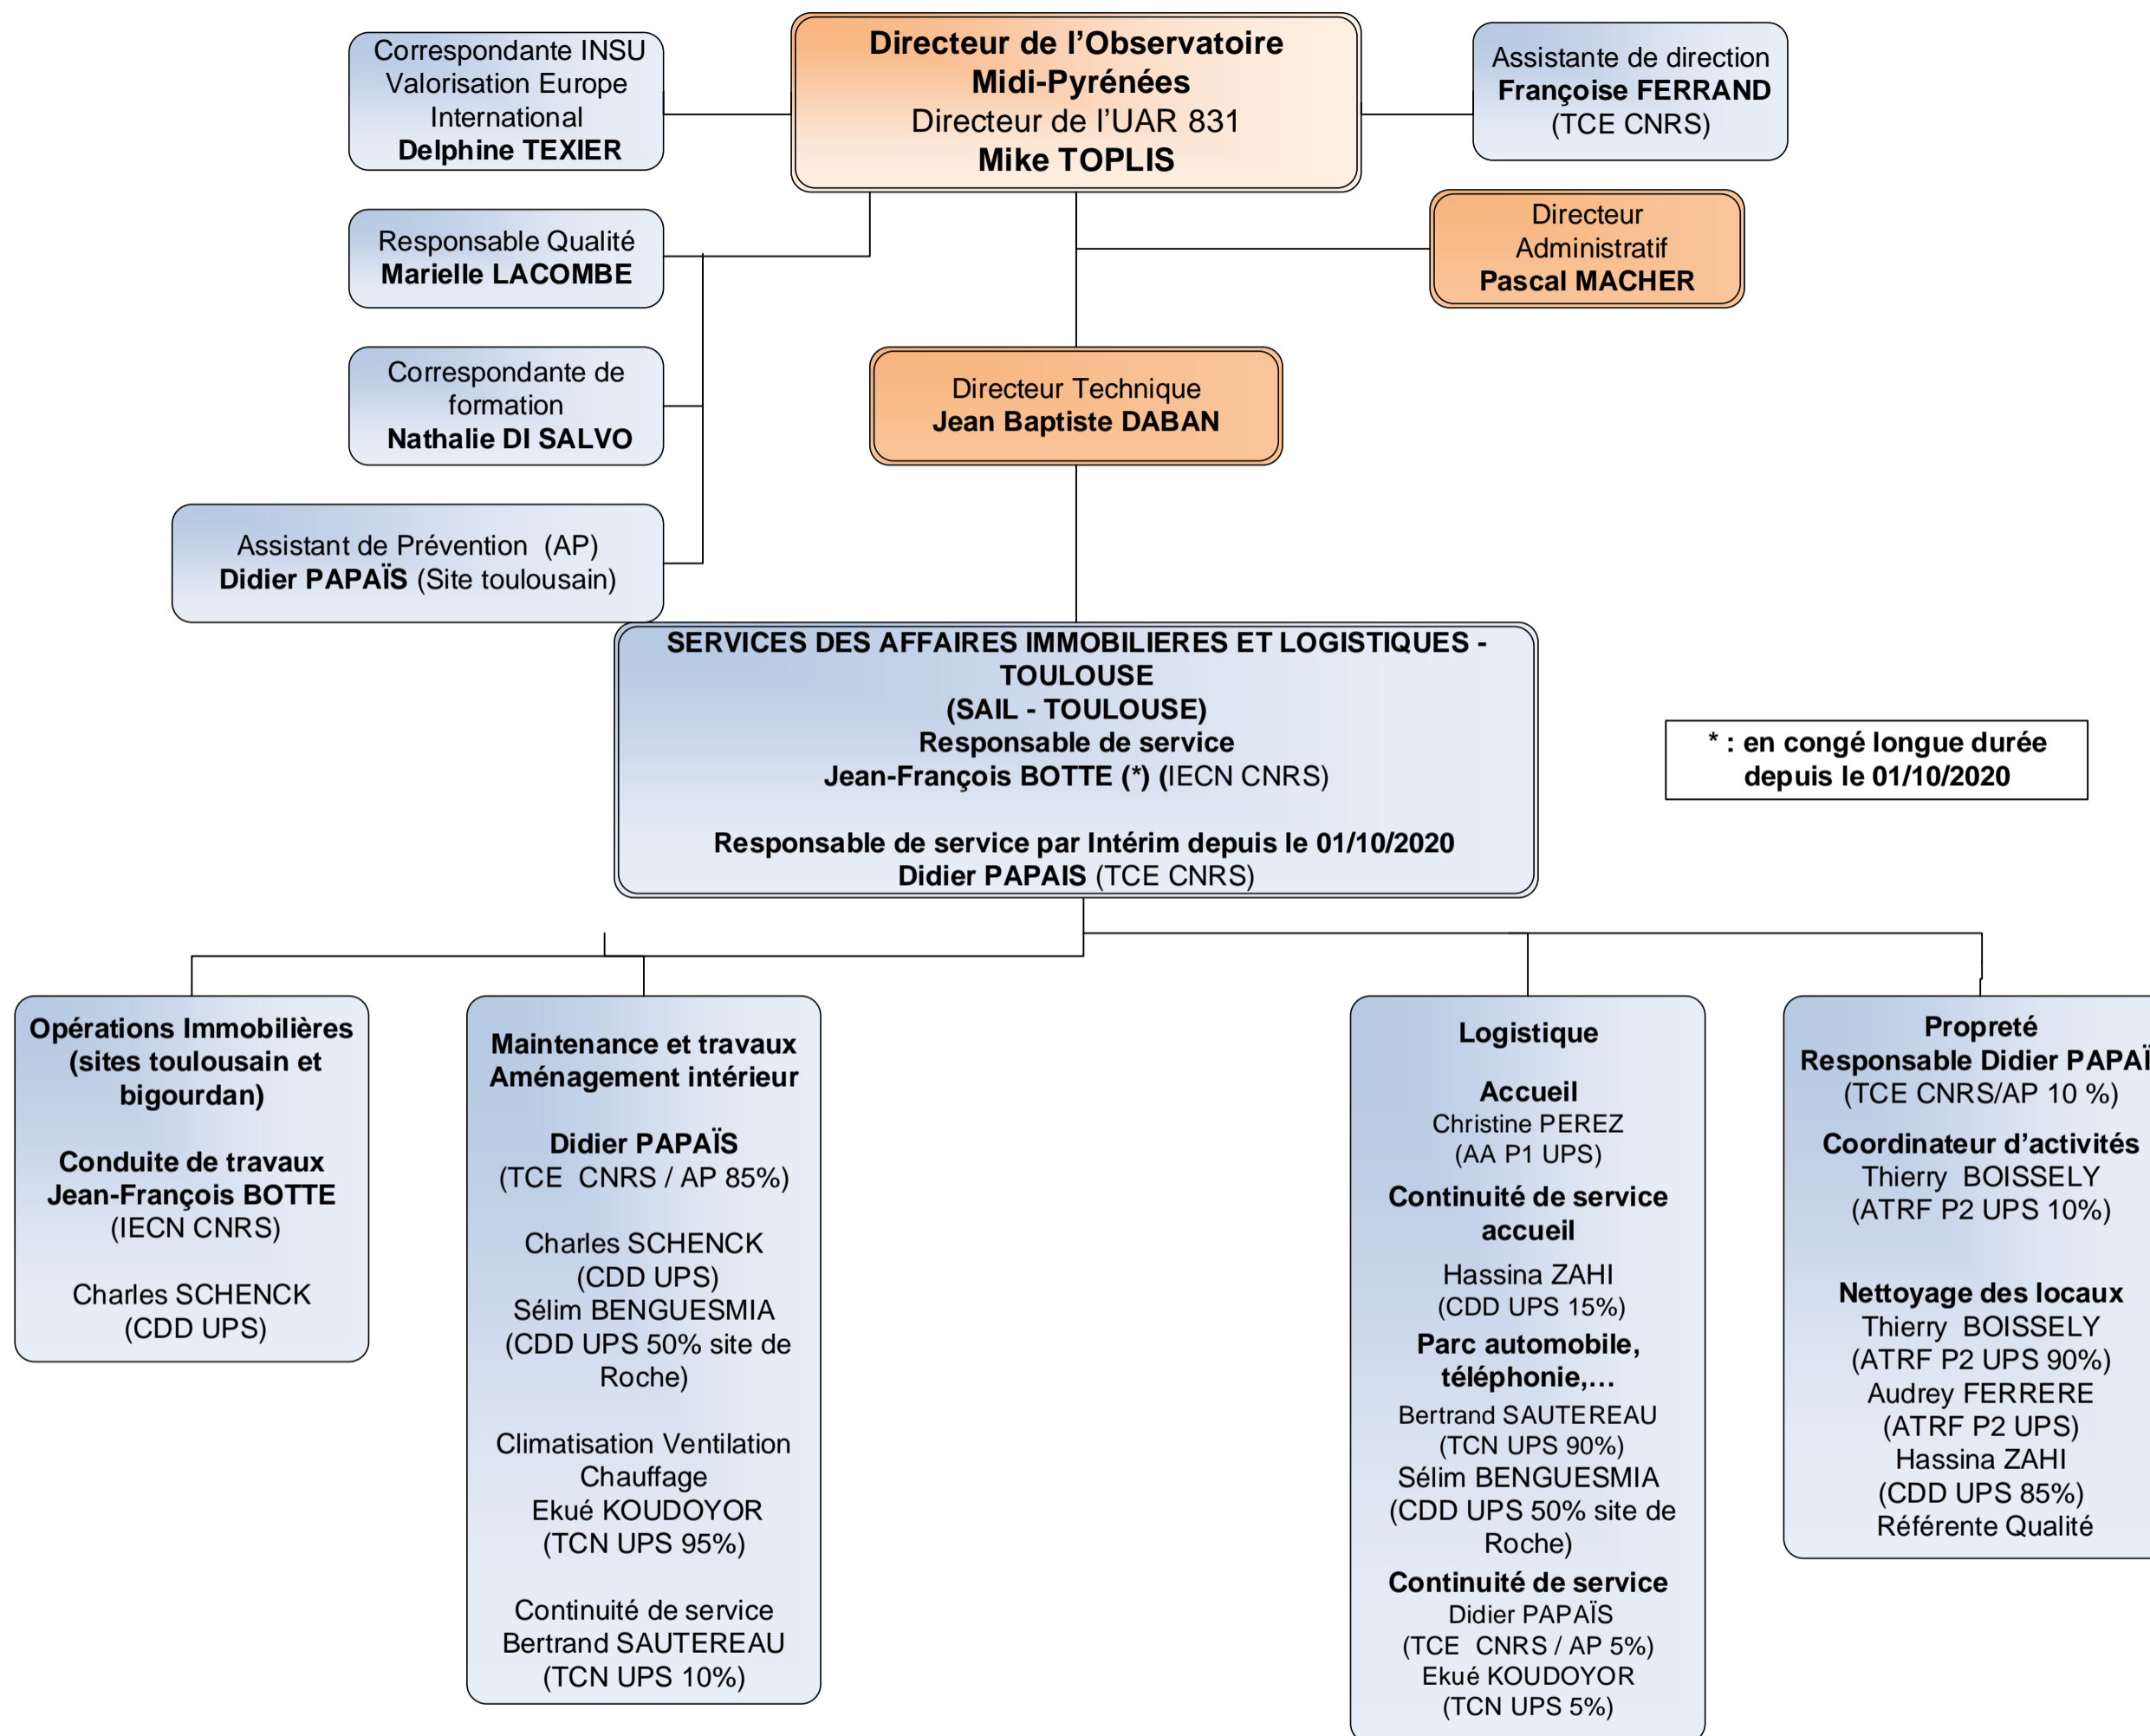 Correspondante INSU
Valorisation Europe
International
Delphine TEXIER
Directeur de l’Observatoire
Midi-Pyrénées
Directeur de l’UAR 831
Mike TOPLIS
Assistante de direction
Françoise FERRAND
(TCE CNRS)
Responsable Qualité
Marielle LACOMBE
Directeur
Administratif
Pascal MACHER
Correspondante de
formation
Nathalie DI SALVO
Directeur Technique
Jean Baptiste DABAN
Assistant de Prévention (AP)
Didier PAPAÏS (Site toulousain)
SERVICES DES AFFAIRES IMMOBILIERES ET LOGISTIQUES -
TOULOUSE
(SAIL - TOULOUSE)
Responsable de service
Jean-François BOTTE (*) (IECN CNRS)
Responsable de service par Intérim depuis le 01/10/2020
Didier PAPAIS (TCE CNRS)
* : en congé longue durée
depuis le 01/10/2020
Opérations Immobilières
(sites toulousain et
bigourdan)
Conduite de travaux
Jean-François BOTTE
(IECN CNRS)
Charles SCHENCK
(CDD UPS)
Maintenance et travaux
Aménagement intérieur
Didier PAPAÏS
(TCE CNRS / AP 85%)
Charles SCHENCK
(CDD UPS)
Sélim BENGUESMIA
(CDD UPS 50% site de
Roche)
Climatisation Ventilation
Chauffage
Ekué KOUDOYOR
(TCN UPS 95%)
Continuité de service
Bertrand SAUTEREAU
(TCN UPS 10%)
Logistique
Accueil
Christine PEREZ
(AA P1 UPS)
Continuité de service
accueil
Hassina ZAHI
(CDD UPS 15%)
Parc automobile,
téléphonie,…
Bertrand SAUTEREAU
(TCN UPS 90%)
Sélim BENGUESMIA
(CDD UPS 50% site de
Roche)
Continuité de service
Didier PAPAÏS
(TCE CNRS / AP 5%)
Ekué KOUDOYOR
(TCN UPS 5%)
Propreté
Responsable Didier PAPAÏ
(TCE CNRS/AP 10 %)
Coordinateur d’activités
Thierry BOISSELY
(ATRF P2 UPS 10%)
Nettoyage des locaux
Thierry BOISSELY
(ATRF P2 UPS 90%)
Audrey FERRERE
(ATRF P2 UPS)
Hassina ZAHI
(CDD UPS 85%)
Référente Qualité